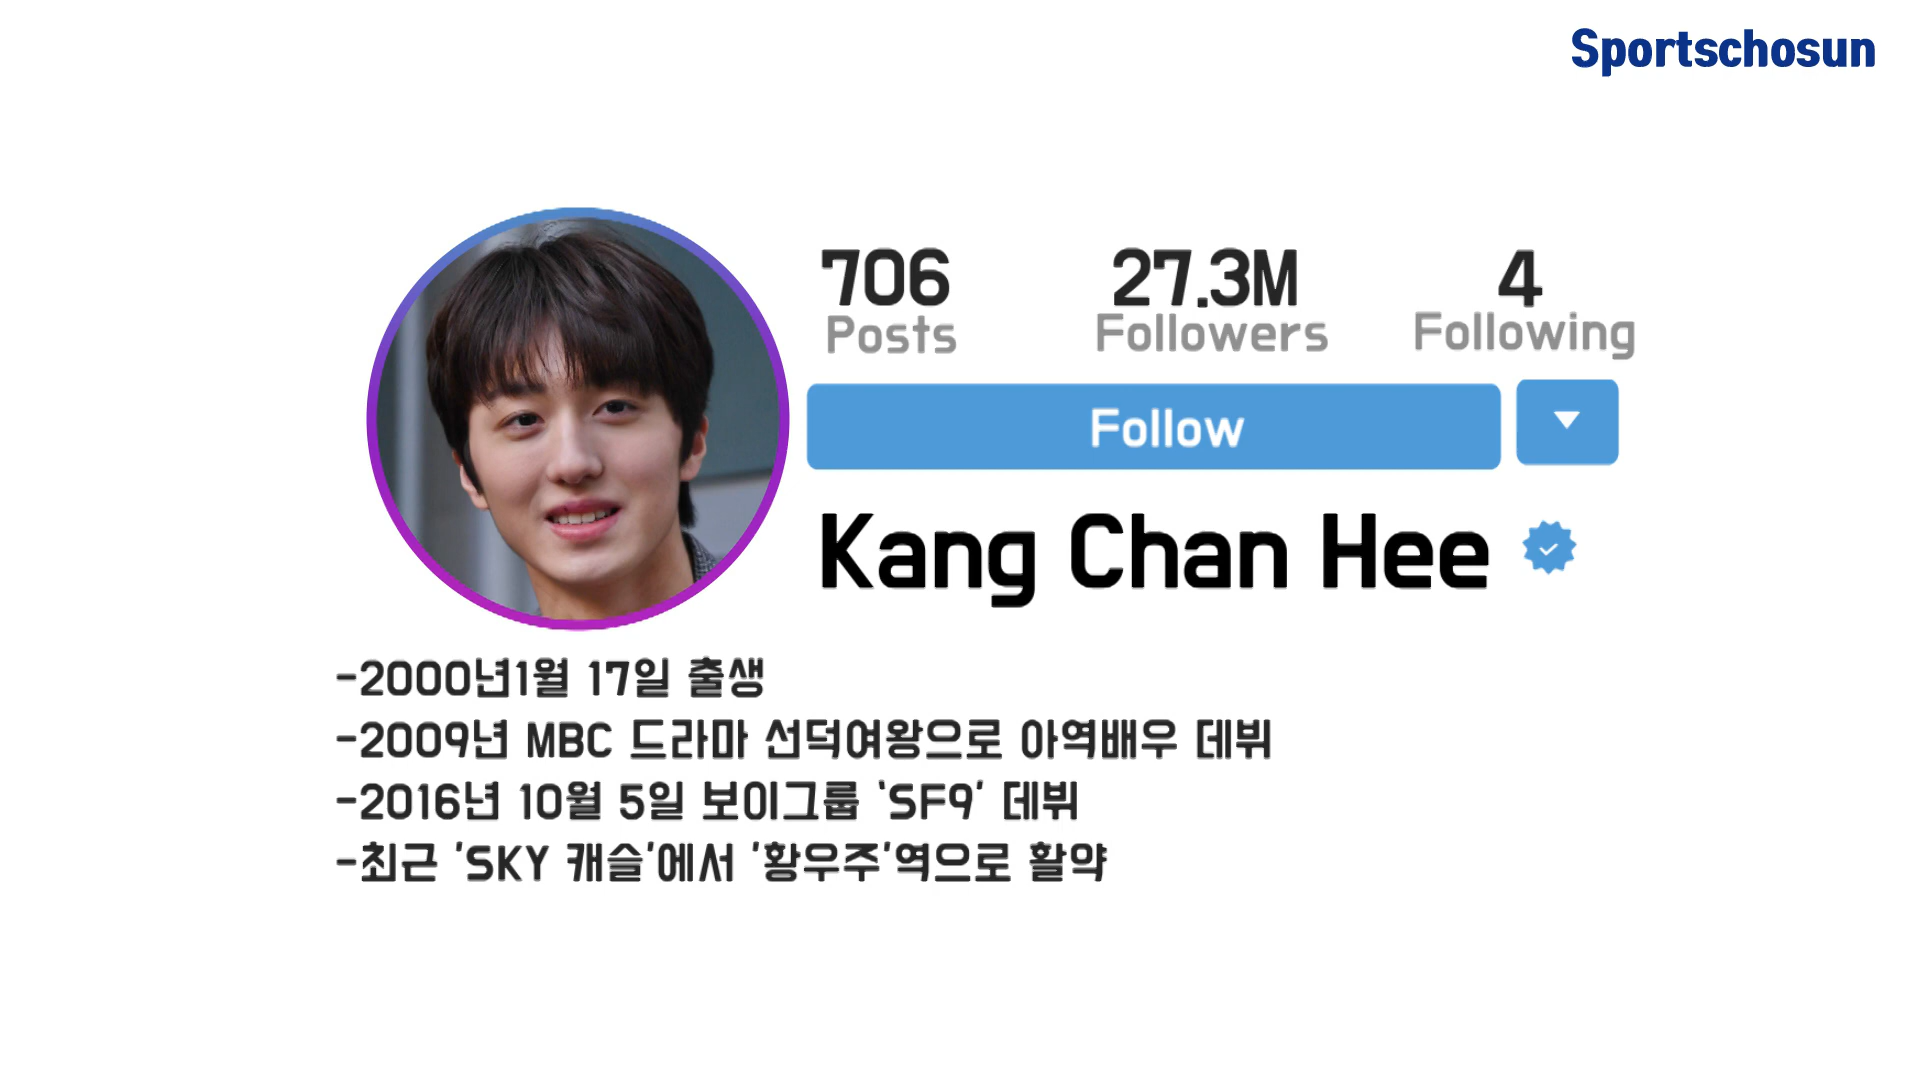 Sportschosun
706 27.3M 4
Posts Followers Following
Follow
Kang Chan Hee
-2000년1월 17일 출생
-2009년 MBC 드라마 선덕여왕으로 아역배우 데뷔
-2016년 10월 5일 보이그룹 ‘SF9’ 데뷔
-최근 'SKY 캐슬'에서 '황우주'역으로 활약